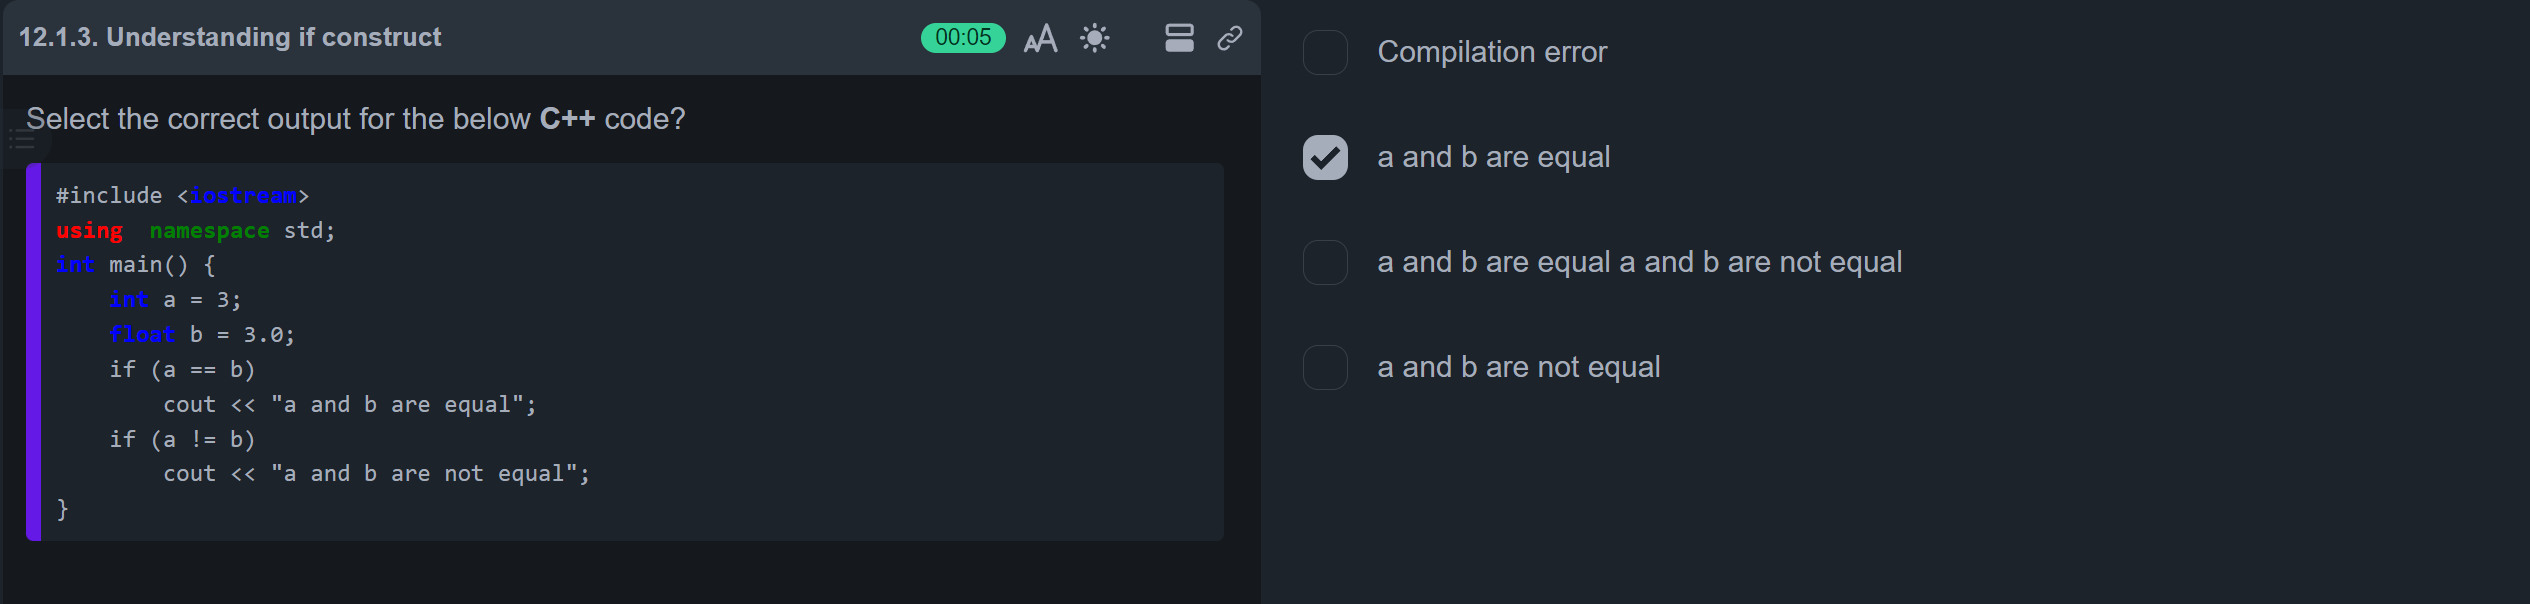 12.1.3. Understanding if construct
00:05
AA
Select the correct output for the below C++ code?
#include <iostream>
using  namespace std;
int main() {
    int a = 3;
    float b = 3.0;
    if (a == b)
        cout << "a and b are equal";
    if (a != b)
        cout << "a and b are not equal";
}
Compilation error
a and b are equal
a and b are equal a and b are not equal
a and b are not equal